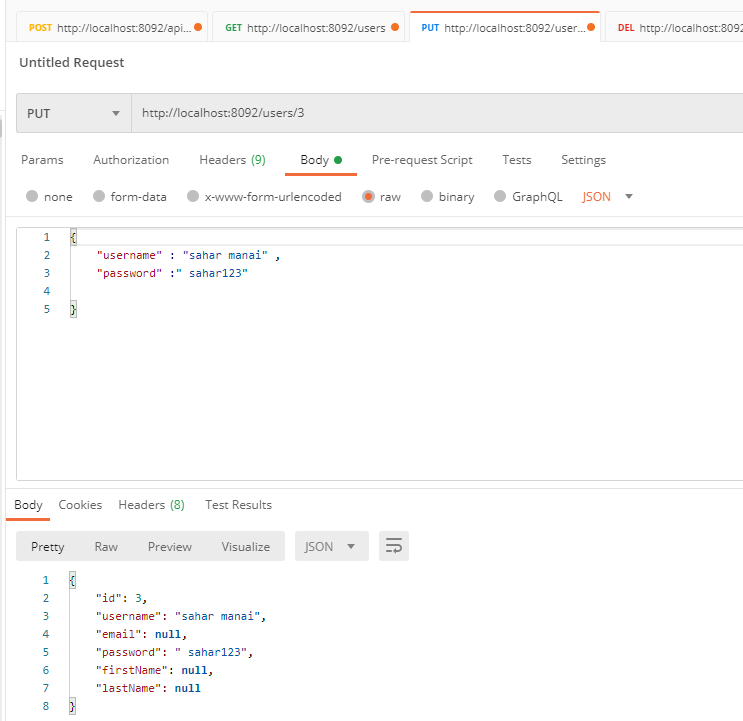 POST http://localhost:8092/api... GET http://localhost:8092/users PUT http://localhost:8092/user... DEL http://localhost:8092
Untitled Request
PUT http://localhost:8092/users/3
Params Authorization Headers (9) Body Pre-request Script Tests Settings
none form-data x-www-form-urlencoded raw binary GraphQL JSON
1 {
2 "username" : "sahar manai" ,
3 "password" :" sahar123"
4
5 }
Body Cookies Headers (8) Test Results
Pretty Raw Preview Visualize JSON
1 {
2 "id": 3,
3 "username": "sahar manai",
4 "email": null,
5 "password": " sahar123",
6 "firstName": null,
7 "lastName": null
8 }